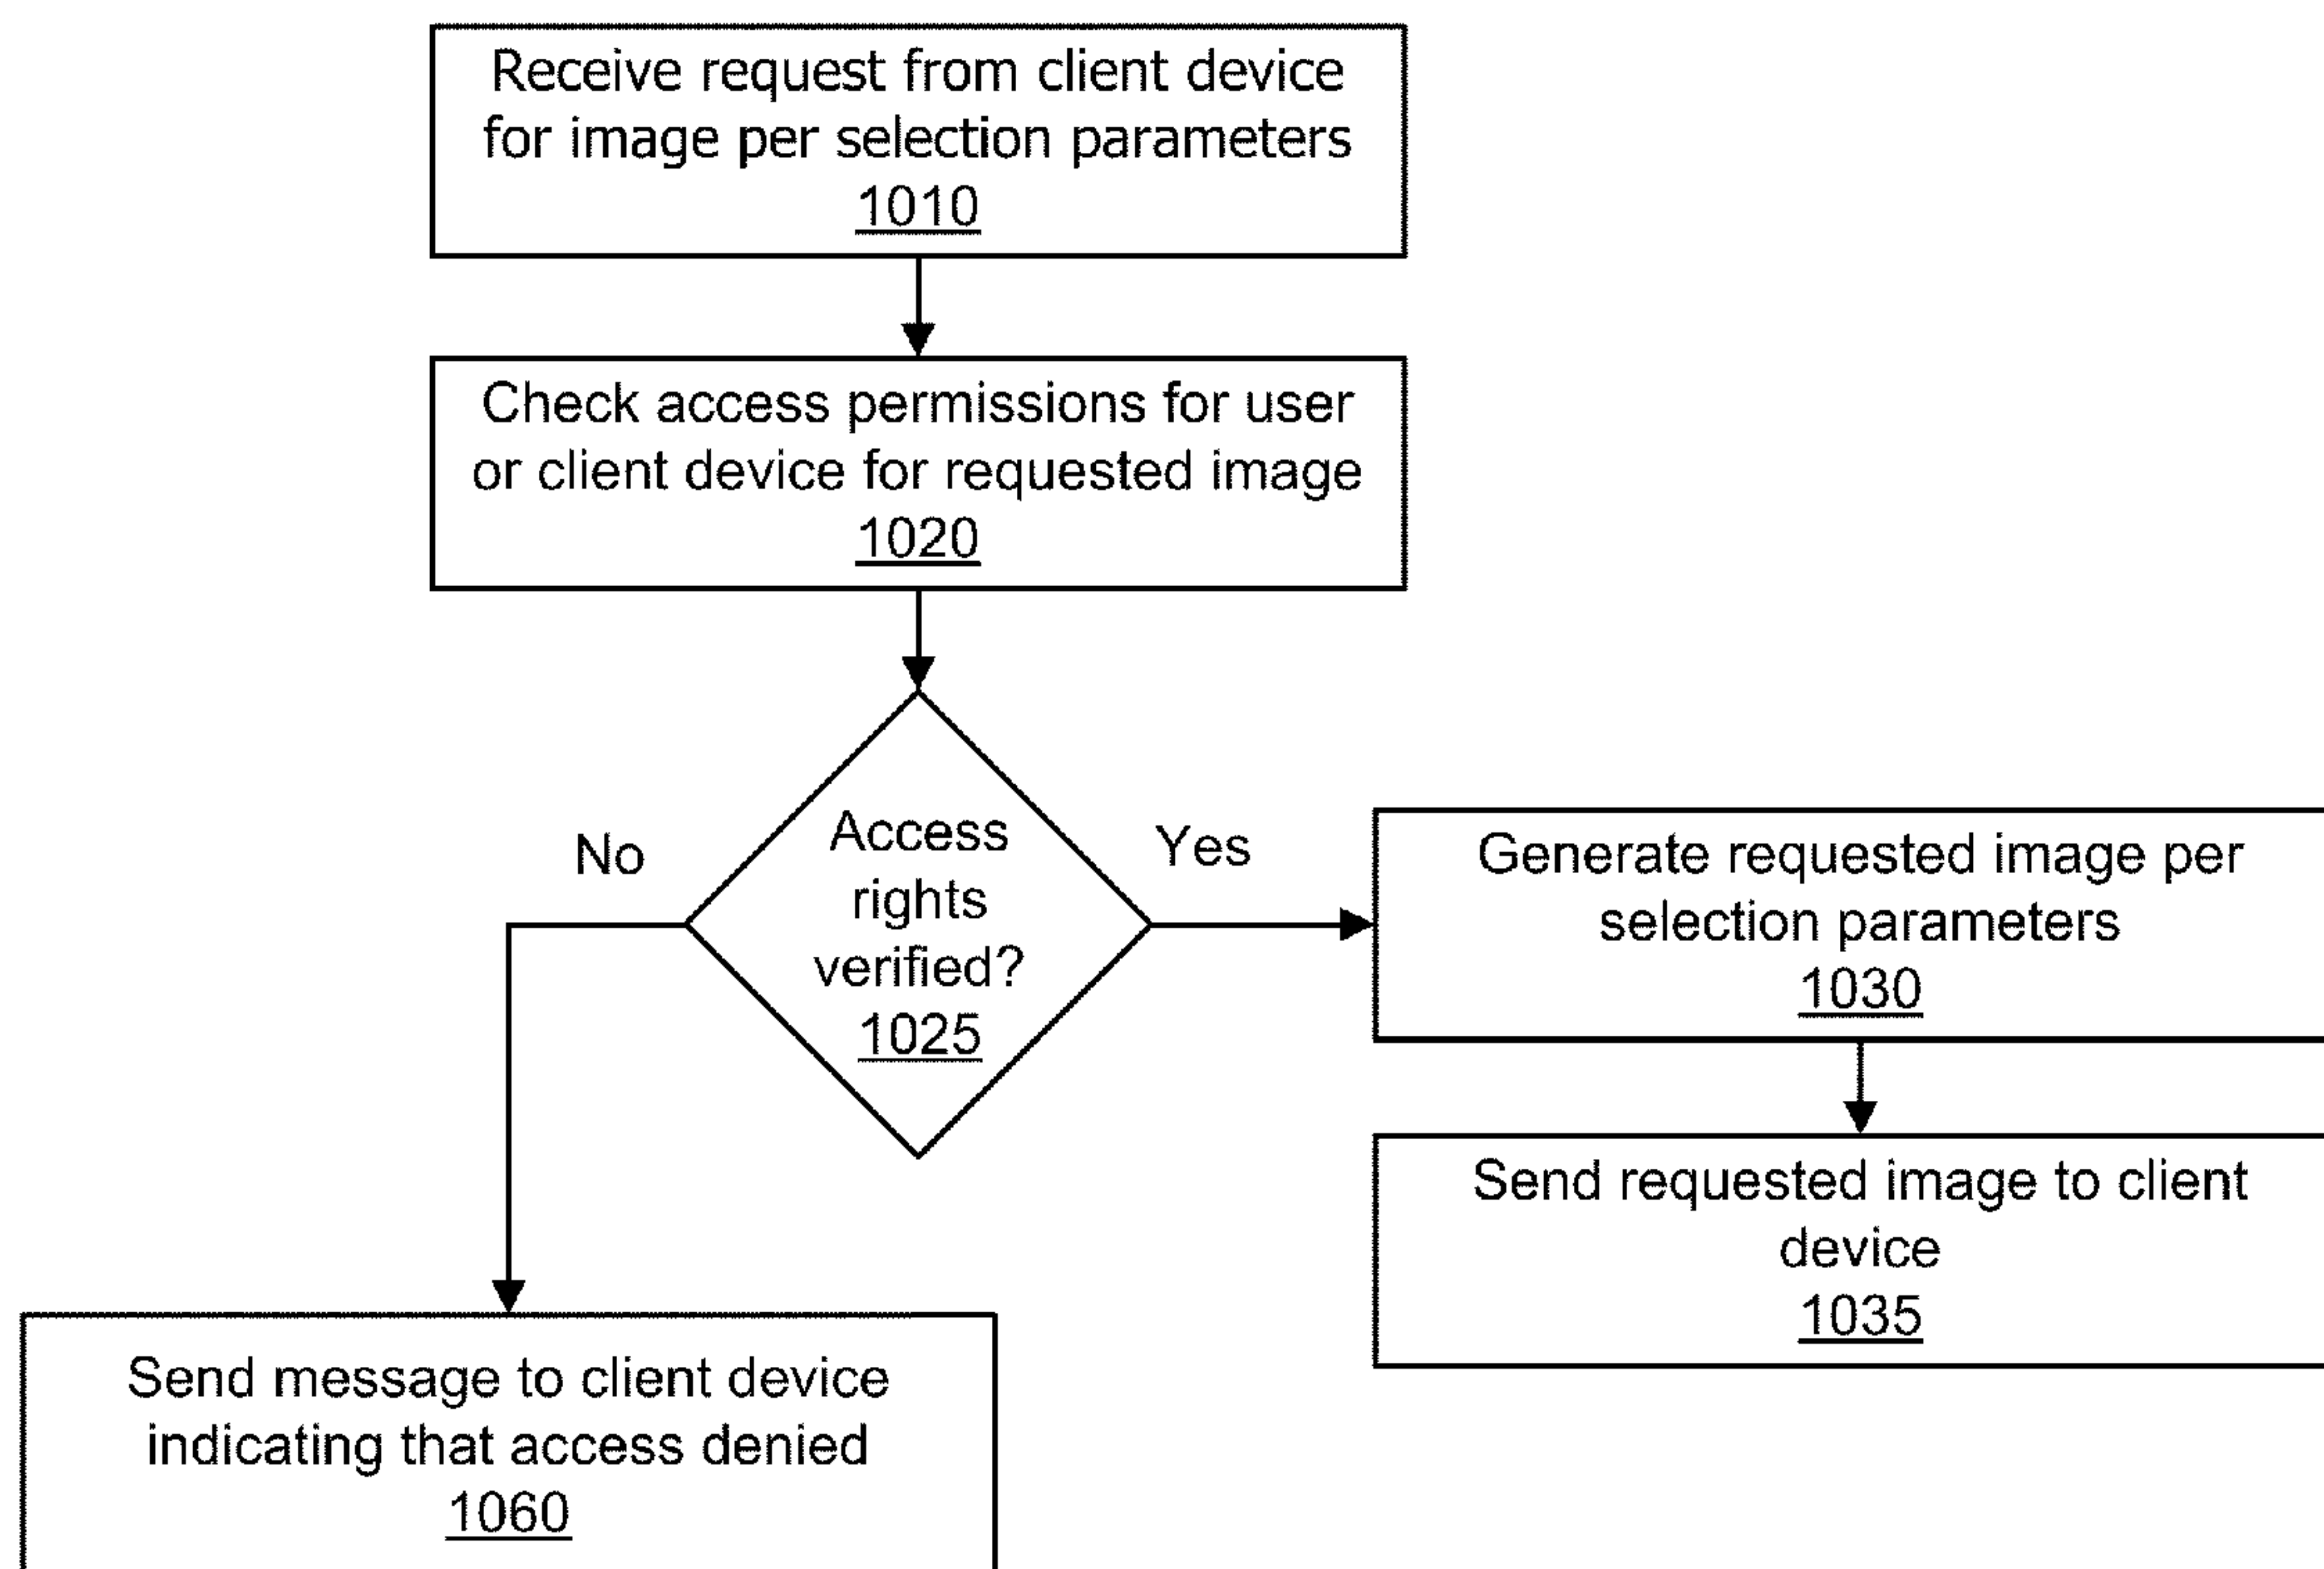 Receive request from client device
for image per selection parameters
1010
Check access permissions for user
or client device for requested image
1020
Access
rights
verified?
1025
No
Yes
Generate requested image per
selection parameters
1030
Send requested image to client
device
1035
Send message to client device
indicating that access denied
1060